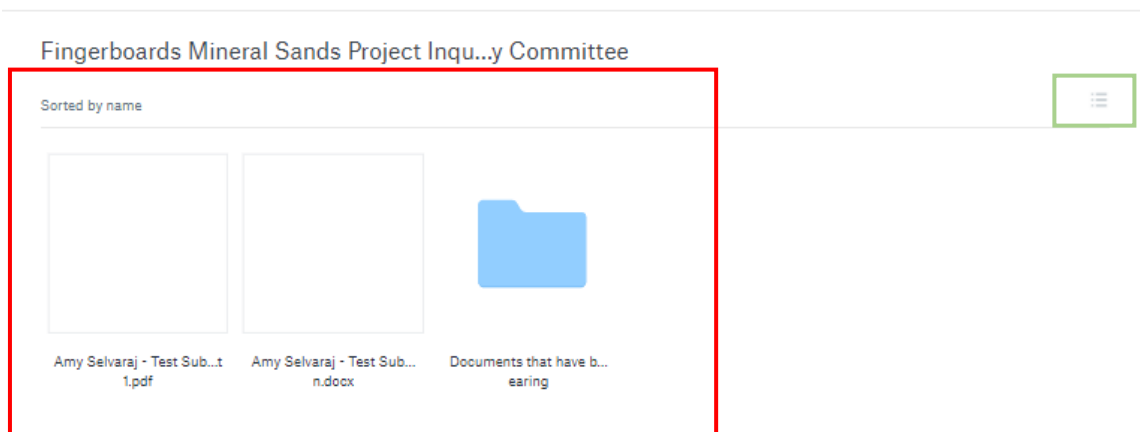 Fingerboards Mineral Sands Project Inqu...y Committee
Sorted by name
Amy Selvaraj - Test Sub...t
1.pdf
Amy Selvaraj - Test Sub...
n.docx
Documents that have b...
earing